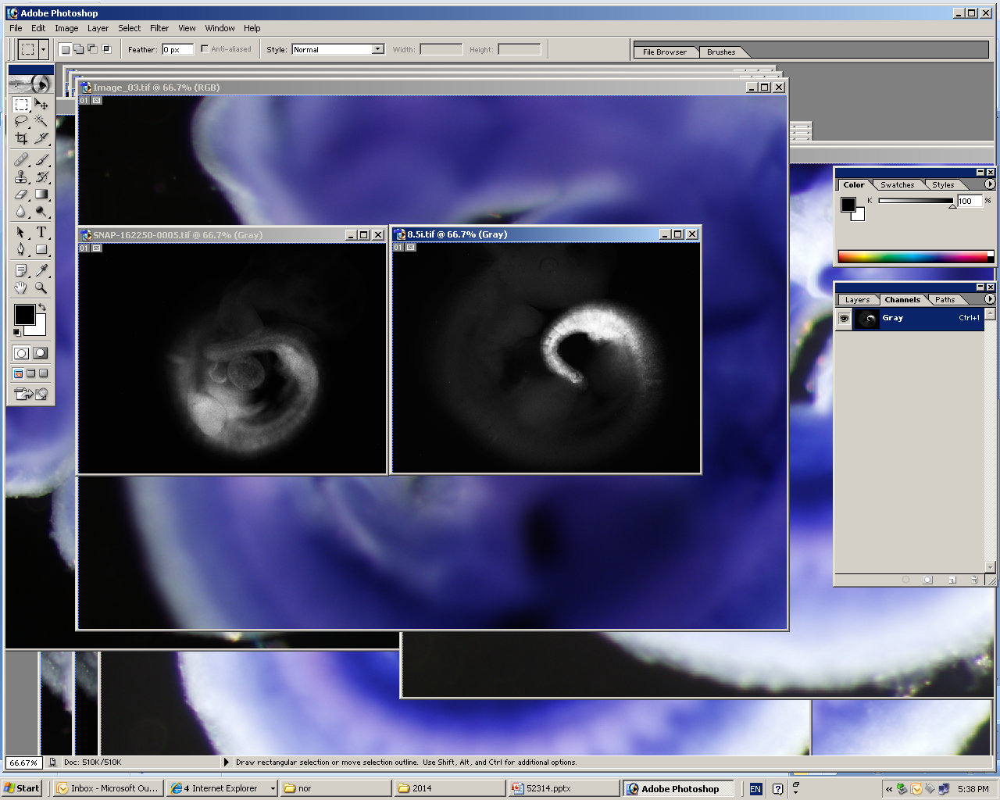 Adobe Photoshop
File Edit Image Layer Select Filter View Window Help
Feather: 0 px Anti-aliased Style: Normal Width: Height: File Browser Brushes
Image_03.tif @ 66.7% (RGB)
01
Color Swatches Styles
K 100 %
SNAP-162250-0005.tif @ 66.7% (Gray)
8.5i.tif @ 66.7% (Gray)
01
01
Layers Channels Paths
Gray Ctrl+1
66.67% Doc: 510K/510K Draw rectangular selection or move selection outline. Use Shift, Alt, and Ctrl for additional options.
Start Inbox - Microsoft Ou... 4 Internet Explorer nor 2014 52314.pptx Adobe Photoshop EN 5:38 PM